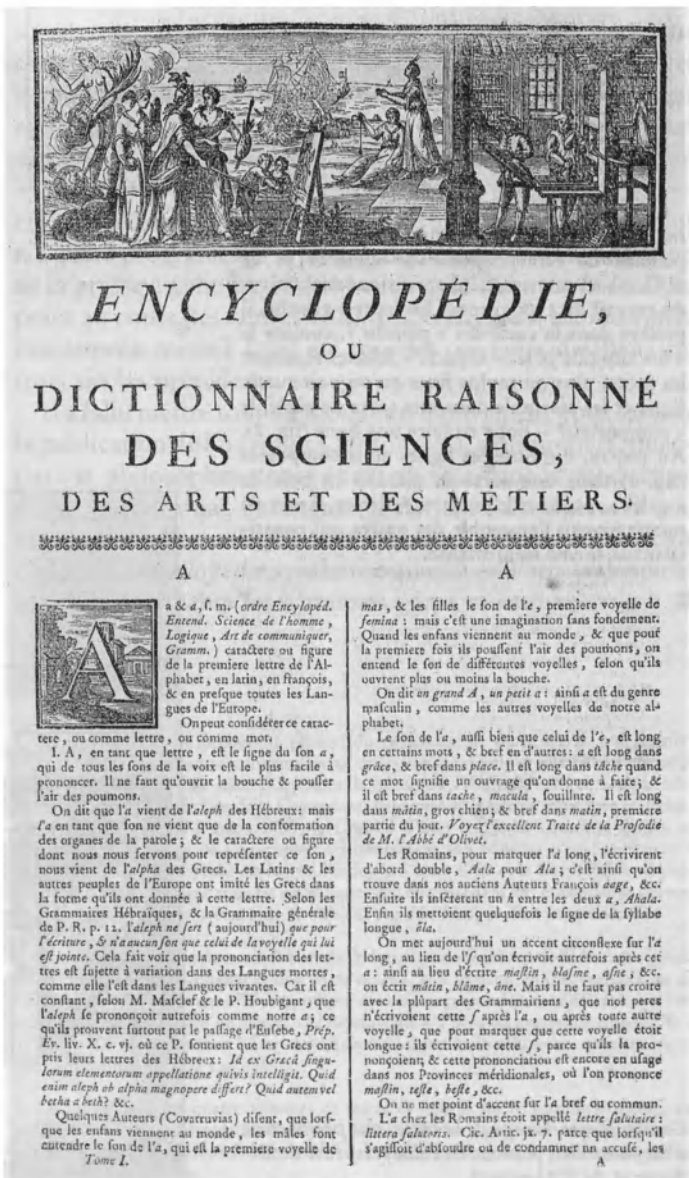 ENCYCLOPÉDIE,
OU
DICTIONNAIRE RAISONNÉ
DES SCIENCES,
DES ARTS ET DES METIERS.
A
A
a & a, ſ. m. (ordre Encylopéd.
Entend. Science de l'homme,
Logique, Art de communiquer,
Gramm.) caractere ou figure
de la premiere lettre de l'Al-
phabet, en latin, en françois,
& en preſque toutes les Lan-
gues de l'Europe.
On peut conſidérer ce carac-
tere, ou comme lettre, ou comme mot.
I. A, en tant que lettre, eſt le ſigne du ſon a,
qui de tous les ſons de la voix eſt le plus facile à
prononcer. Il ne faut qu'ouvrir la bouche & pouſſer
l'air des poumons.
On dit que l'a vient de l'aleph des Hébreux: mais
l'a en tant que ſon ne vient que de la conformation
des organes de la parole; & le caractere ou figure
dont nous nous ſervons pour repréſenter ce ſon,
nous vient de l'alpha des Grecs. Les Latins & les
autres peuples de l'Europe ont imité les Grecs dans
la forme qu'ils ont donnée à cette lettre. Selon les
Grammaires Hébraïques, & la Grammaire générale
de P. R. p. 12. l'aleph ne ſert (aujourd'hui) que pour
l'écriture, & n'a aucun ſon que celui de la voyelle qui lui
eſt jointe. Cela fait voir que la prononciation des let-
tres eſt ſujette à variation dans les Langues mortes,
comme elle l'eſt dans les Langues vivantes. Car il eſt
conſtant, ſelon M. Maſclef & le P. Houbigant, que
l'aleph ſe prononçoit autrefois comme notre a; ce
qu'ils prouvent ſurtout par le paſſage d'Euſebe, Prép.
Ev. liv. X. c. vj. où ce P. ſoutient que les Grecs ont
pris leurs lettres des Hébreux: Id ex Græcâ ſingu-
lorum elementorum appellatione quivis intelligit. Quid
enim aleph ab alpha magnopere differt? Quid autem vel
betha a beth? &c.
Quelques Auteurs (Covarruvias) diſent, que lorſ-
que les enfans viennent au monde, les mâles font
entendre le ſon de l'a, qui eſt la premiere voyelle de
Tome I.
mas, & les filles le ſon de l'e, premiere voyelle de
femina: mais c'eſt une imagination ſans fondement.
Quand les enfans viennent au monde, & que pour
la premiere fois ils pouſſent l'air des poumons, on
entend le ſon de différentes voyelles, ſelon qu'ils
ouvrent plus ou moins la bouche.
On dit un grand A, un petit a: ainſi a eſt du genre
maſculin, comme les autres voyelles de notre al-
phabet.
Le ſon de l'a, auſſi bien que celui de l'e, eſt long
en certains mots, & bref en d'autres: a eſt long dans
grâce, & bref dans place. Il eſt long dans tâche quand
ce mot ſignifie un ouvrage qu'on donne à faire; &
il eſt bref dans tache, macula, ſouillure. Il eſt long
dans mâtin, gros chien; & bref dans matin, premiere
partie du jour. Voyez l'excellent Traité de la Proſodie
de M. l'Abbé d'Olivet.
Les Romains, pour marquer l'a long, l'écrivirent
d'abord double, Aala pour Ala; c'eſt ainſi qu'on
trouve dans nos anciens Auteurs François aage, &c.
Enſuite ils inſérerent un h entre les deux a, Ahala.
Enfin ils mettoient quelquefois le ſigne de la ſyllabe
longue, āla.
On met aujourd'hui un accent circonflexe ſur l'a
long, au lieu de l'ſ qu'on écrivoit autrefois après cet
a: ainſi au lieu d'écrire maſtin, blaſme, aſne, &c.
on écrit mâtin, blâme, âne. Mais il ne faut pas croire
avec la plûpart des Grammairiens, que nos peres
n'écrivoient cette ſ après l'a, ou après toute autre
voyelle, que pour marquer que cette voyelle étoit
longue: ils écrivoient cette ſ, parce qu'ils la pro-
nonçoient; & cette prononciation eſt encore en uſage
dans nos Provinces méridionales, où l'on prononce
maſtin, teſte, beſte, &c.
On ne met point d'accent ſur l'a bref ou commun.
L'a chez les Romains étoit appellé lettre ſalutaire:
littera ſalutaris. Cic. Attic. jx. 7. parce que lorſqu'il
s'agiſſoit d'abſoudre ou de condamner un accuſé, les
A